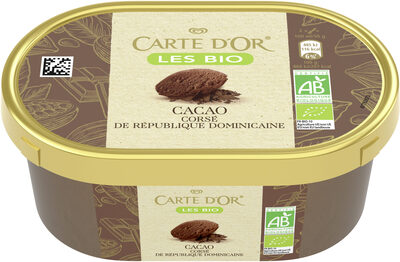 CARTE D'OR
LES BIO
CACAO
CORSÉ
DE RÉPUBLIQUE DOMINICAINE
AB
CARTE D'OR
LES BIO
CACAO
CORSÉ
DE RÉPUBLIQUE DOMINICAINE
AB